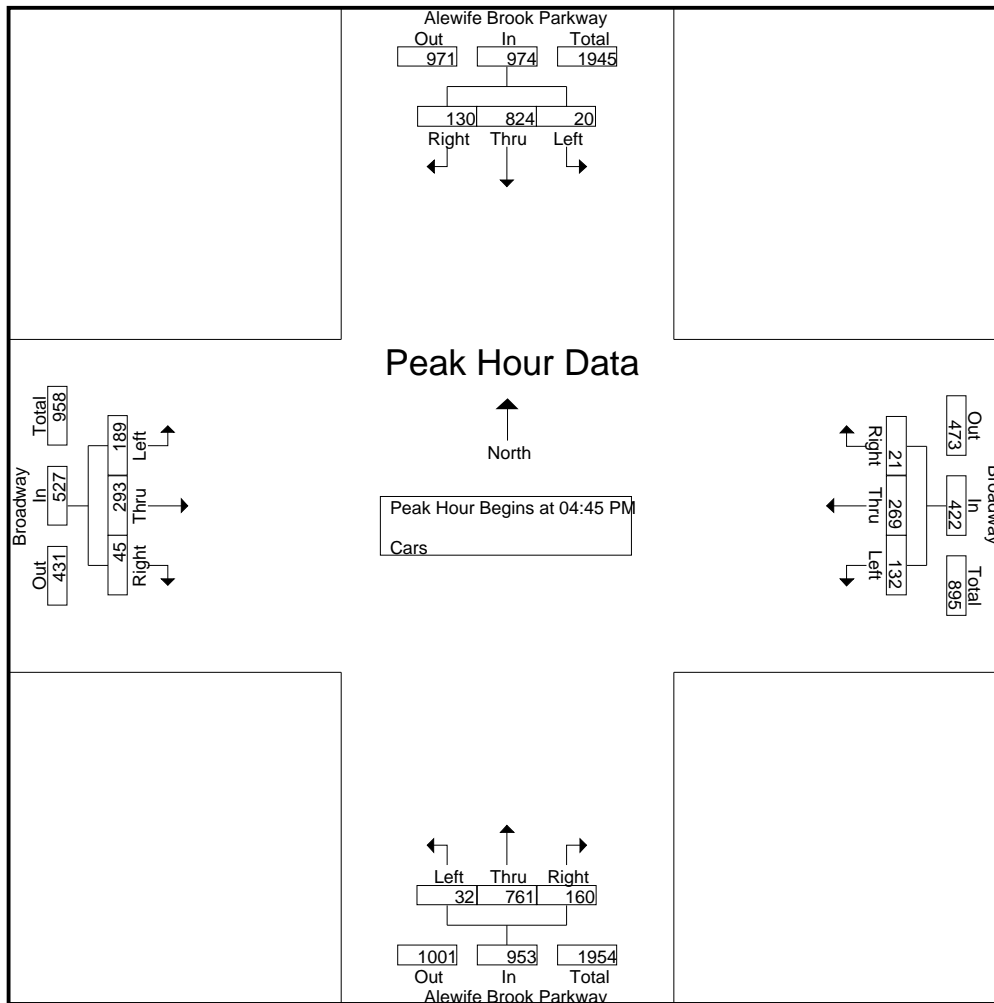 Alewife Brook Parkway
Out In Total
971 974 1945
130 824 20
Right Thru Left
Peak Hour Data
North
Peak Hour Begins at 04:45 PM
Cars
Broadway
Total In Out
958 527 431
189 293 45
Left Thru Right
Right Thru Left
21 269 132
473 422 895
Out In Total
Broadway
Left Thru Right
32 761 160
1001 953 1954
Out In Total
Alewife Brook Parkway